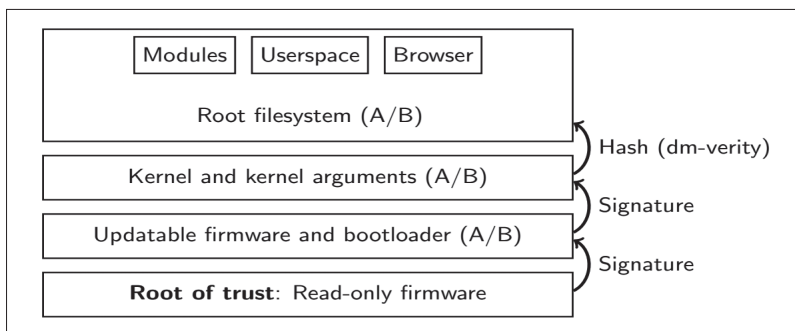 Modules Userspace Browser
Root filesystem (A/B)
Hash (dm-verity)
Kernel and kernel arguments (A/B)
Signature
Updatable firmware and bootloader (A/B)
Signature
Root of trust: Read-only firmware